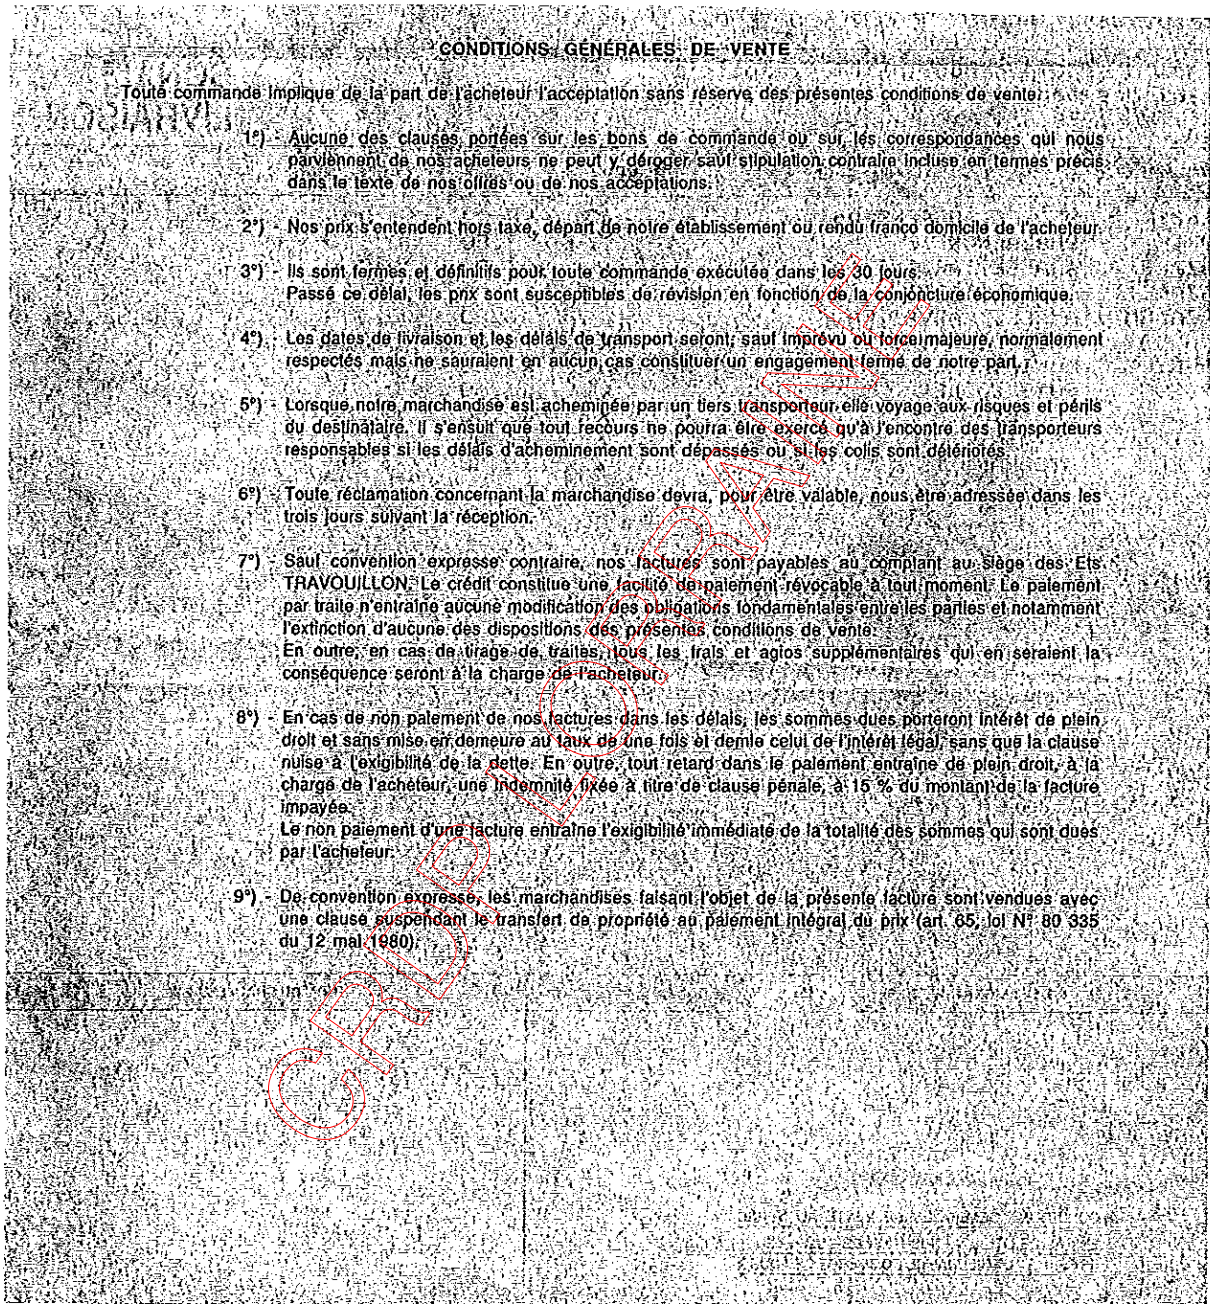 CONDITIONS GÉNÉRALES DE VENTE
Toute commande implique de la part de l'acheteur l'acceptation sans réserve des présentes conditions de vente.
1°) - Aucune des clauses portées sur les bons de commande ou sur les correspondances qui nous
parviennent de nos acheteurs ne peut y déroger sauf stipulation contraire incluse en termes précis
dans le texte de nos offres ou de nos acceptations.
2°) - Nos prix s'entendent hors taxe, départ de notre établissement ou rendu franco domicile de l'acheteur
3°) - Ils sont fermes et définitifs pour toute commande exécutée dans les 30 jours.
Passé ce délai, les prix sont susceptibles de révision en fonction de la conjoncture économique.
4°) - Les dates de livraison et les délais de transport seront, sauf imprévu ou force majeure, normalement
respectés mais ne sauraient en aucun cas constituer un engagement ferme de notre part.
5°) - Lorsque notre marchandise est acheminée par un tiers transporteur elle voyage aux risques et périls
du destinataire. Il s'ensuit que tout recours ne pourra être exercé qu'à l'encontre des transporteurs
responsables si les délais d'acheminement sont dépassés ou si les colis sont détériorés.
6°) - Toute réclamation concernant la marchandise devra, pour être valable, nous être adressée dans les
trois jours suivant la réception.
7°) - Sauf convention expresse contraire, nos factures sont payables au comptant au siège des Ets
TRAVOUILLON. Le crédit constitue une facilité de paiement révocable à tout moment. Le paiement
par traite n'entraîne aucune modification des obligations fondamentales entre les parties et notamment
l'extinction d'aucune des dispositions des présentes conditions de vente.
En outre, en cas de tirage de traites, tous les frais et agios supplémentaires qui en seraient la
conséquence seront à la charge de l'acheteur.
8°) - En cas de non paiement de nos factures dans les délais, les sommes dues porteront intérêt de plein
droit et sans mise en demeure au taux de une fois et demie celui de l'intérêt légal, sans que la clause
nuise à l'exigibilité de la dette. En outre, tout retard dans le paiement entraîne de plein droit, à la
charge de l'acheteur, une indemnité fixée à titre de clause pénale, à 15 % du montant de la facture
impayée.
Le non paiement d'une facture entraîne l'exigibilité immédiate de la totalité des sommes qui sont dues
par l'acheteur.
9°) - De convention expresse, les marchandises faisant l'objet de la présente facture sont vendues avec
une clause suspendant le transfert de propriété au paiement intégral du prix (art. 65, loi N° 80 335
du 12 mai 1980).
CRDP LORRAINE